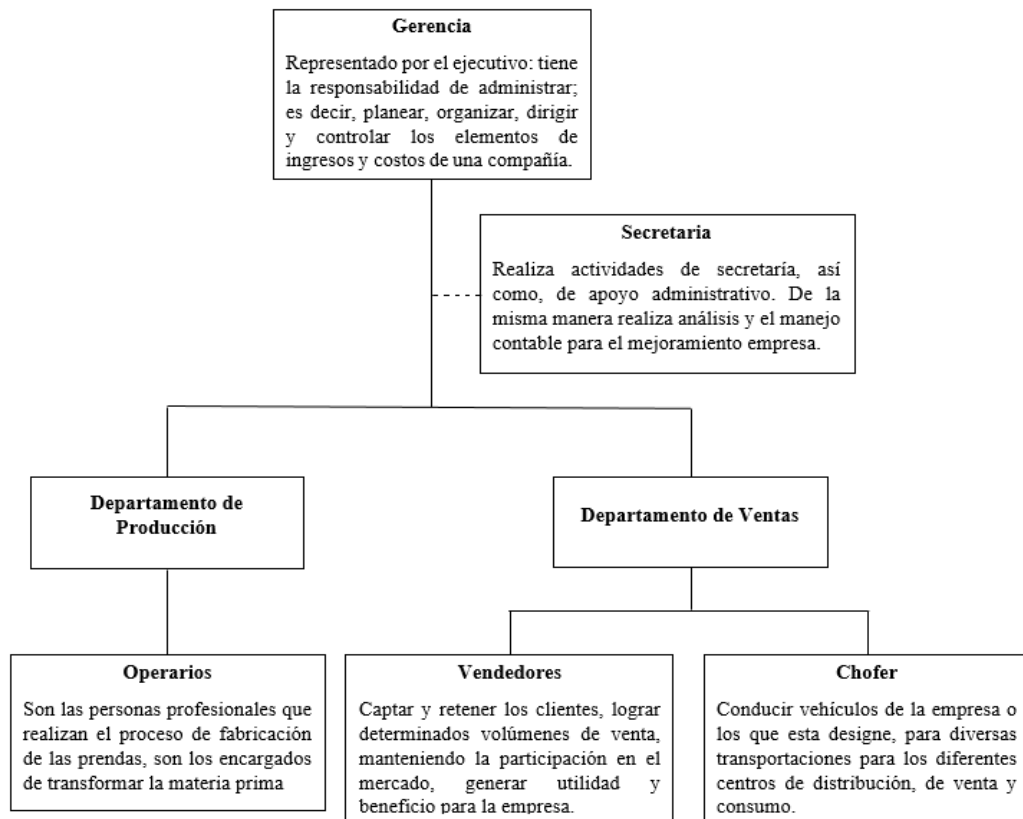 Gerencia
Representado por el ejecutivo: tiene
la responsabilidad de administrar;
es decir, planear, organizar, dirigir
y controlar los elementos de
ingresos y costos de una compañía.
Secretaria
Realiza actividades de secretaría, así
como, de apoyo administrativo. De la
misma manera realiza análisis y el manejo
contable para el mejoramiento empresa.
Departamento de
Producción
Departamento de Ventas
Operarios
Son las personas profesionales que
realizan el proceso de fabricación
de las prendas, son los encargados
de transformar la materia prima
Vendedores
Captar y retener los clientes, lograr
determinados volúmenes de venta,
manteniendo la participación en el
mercado, generar utilidad y
beneficio para la empresa.
Chofer
Conducir vehículos de la empresa o
los que esta designe, para diversas
transportaciones para los diferentes
centros de distribución, de venta y
consumo.